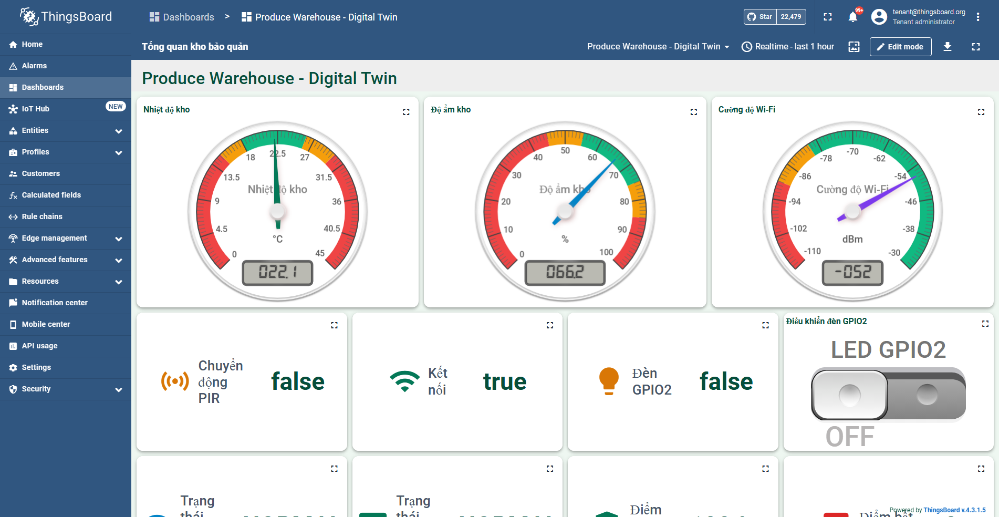 ThingsBoard
Dashboards > Produce Warehouse - Digital Twin
Star 22,479
99+
tenant@thingsboard.org
Tenant administrator
Home
Alarms
Dashboards
IoT Hub NEW
Entities
Profiles
Customers
Calculated fields
Rule chains
Edge management
Advanced features
Resources
Notification center
Mobile center
API usage
Settings
Security
Tổng quan kho bảo quản
Produce Warehouse - Digital Twin
Realtime - last 1 hour
Edit mode
Produce Warehouse - Digital Twin
Nhiệt độ kho
0
4.5
9
13.5
18
22.5
27
31.5
36
40.5
45
Nhiệt độ kho
°C
022.1
Độ ẩm kho
0
10
20
30
40
50
60
70
80
90
100
Độ ẩm kho
%
066.2
Cường độ Wi-Fi
-110
-102
-94
-86
-78
-70
-62
-54
-46
-38
-30
Cường độ Wi-Fi
dBm
-052
Chuyển
động
PIR
false
Kết
nối
true
Đèn
GPIO2
false
Điều khiển đèn GPIO2
LED GPIO2
OFF
Trạng
thái
Trạng
thái
Điểm
Powered by ThingsBoard v.4.3.1.5